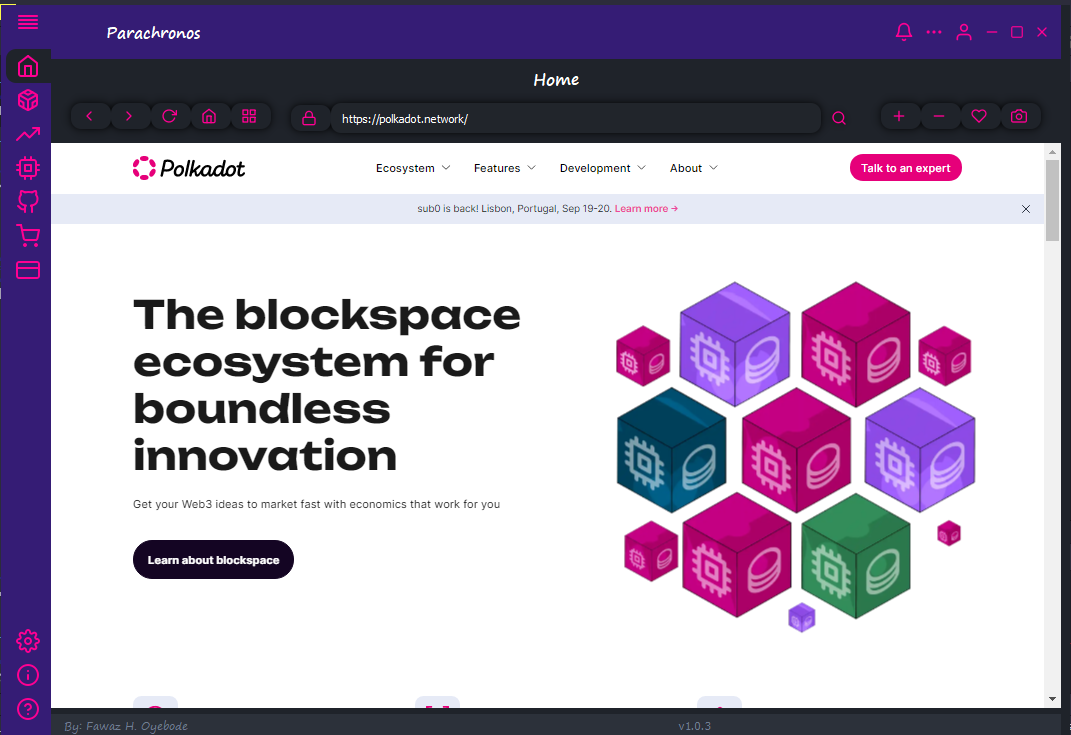 Parachronos
Home
https://polkadot.network/
Polkadot
Ecosystem Features Development About
Talk to an expert
sub0 is back! Lisbon, Portugal, Sep 19-20. Learn more →
The blockspace
ecosystem for
boundless
innovation
Get your Web3 ideas to market fast with economics that work for you
Learn about blockspace
By: Fawaz H. Oyebode
v1.0.3